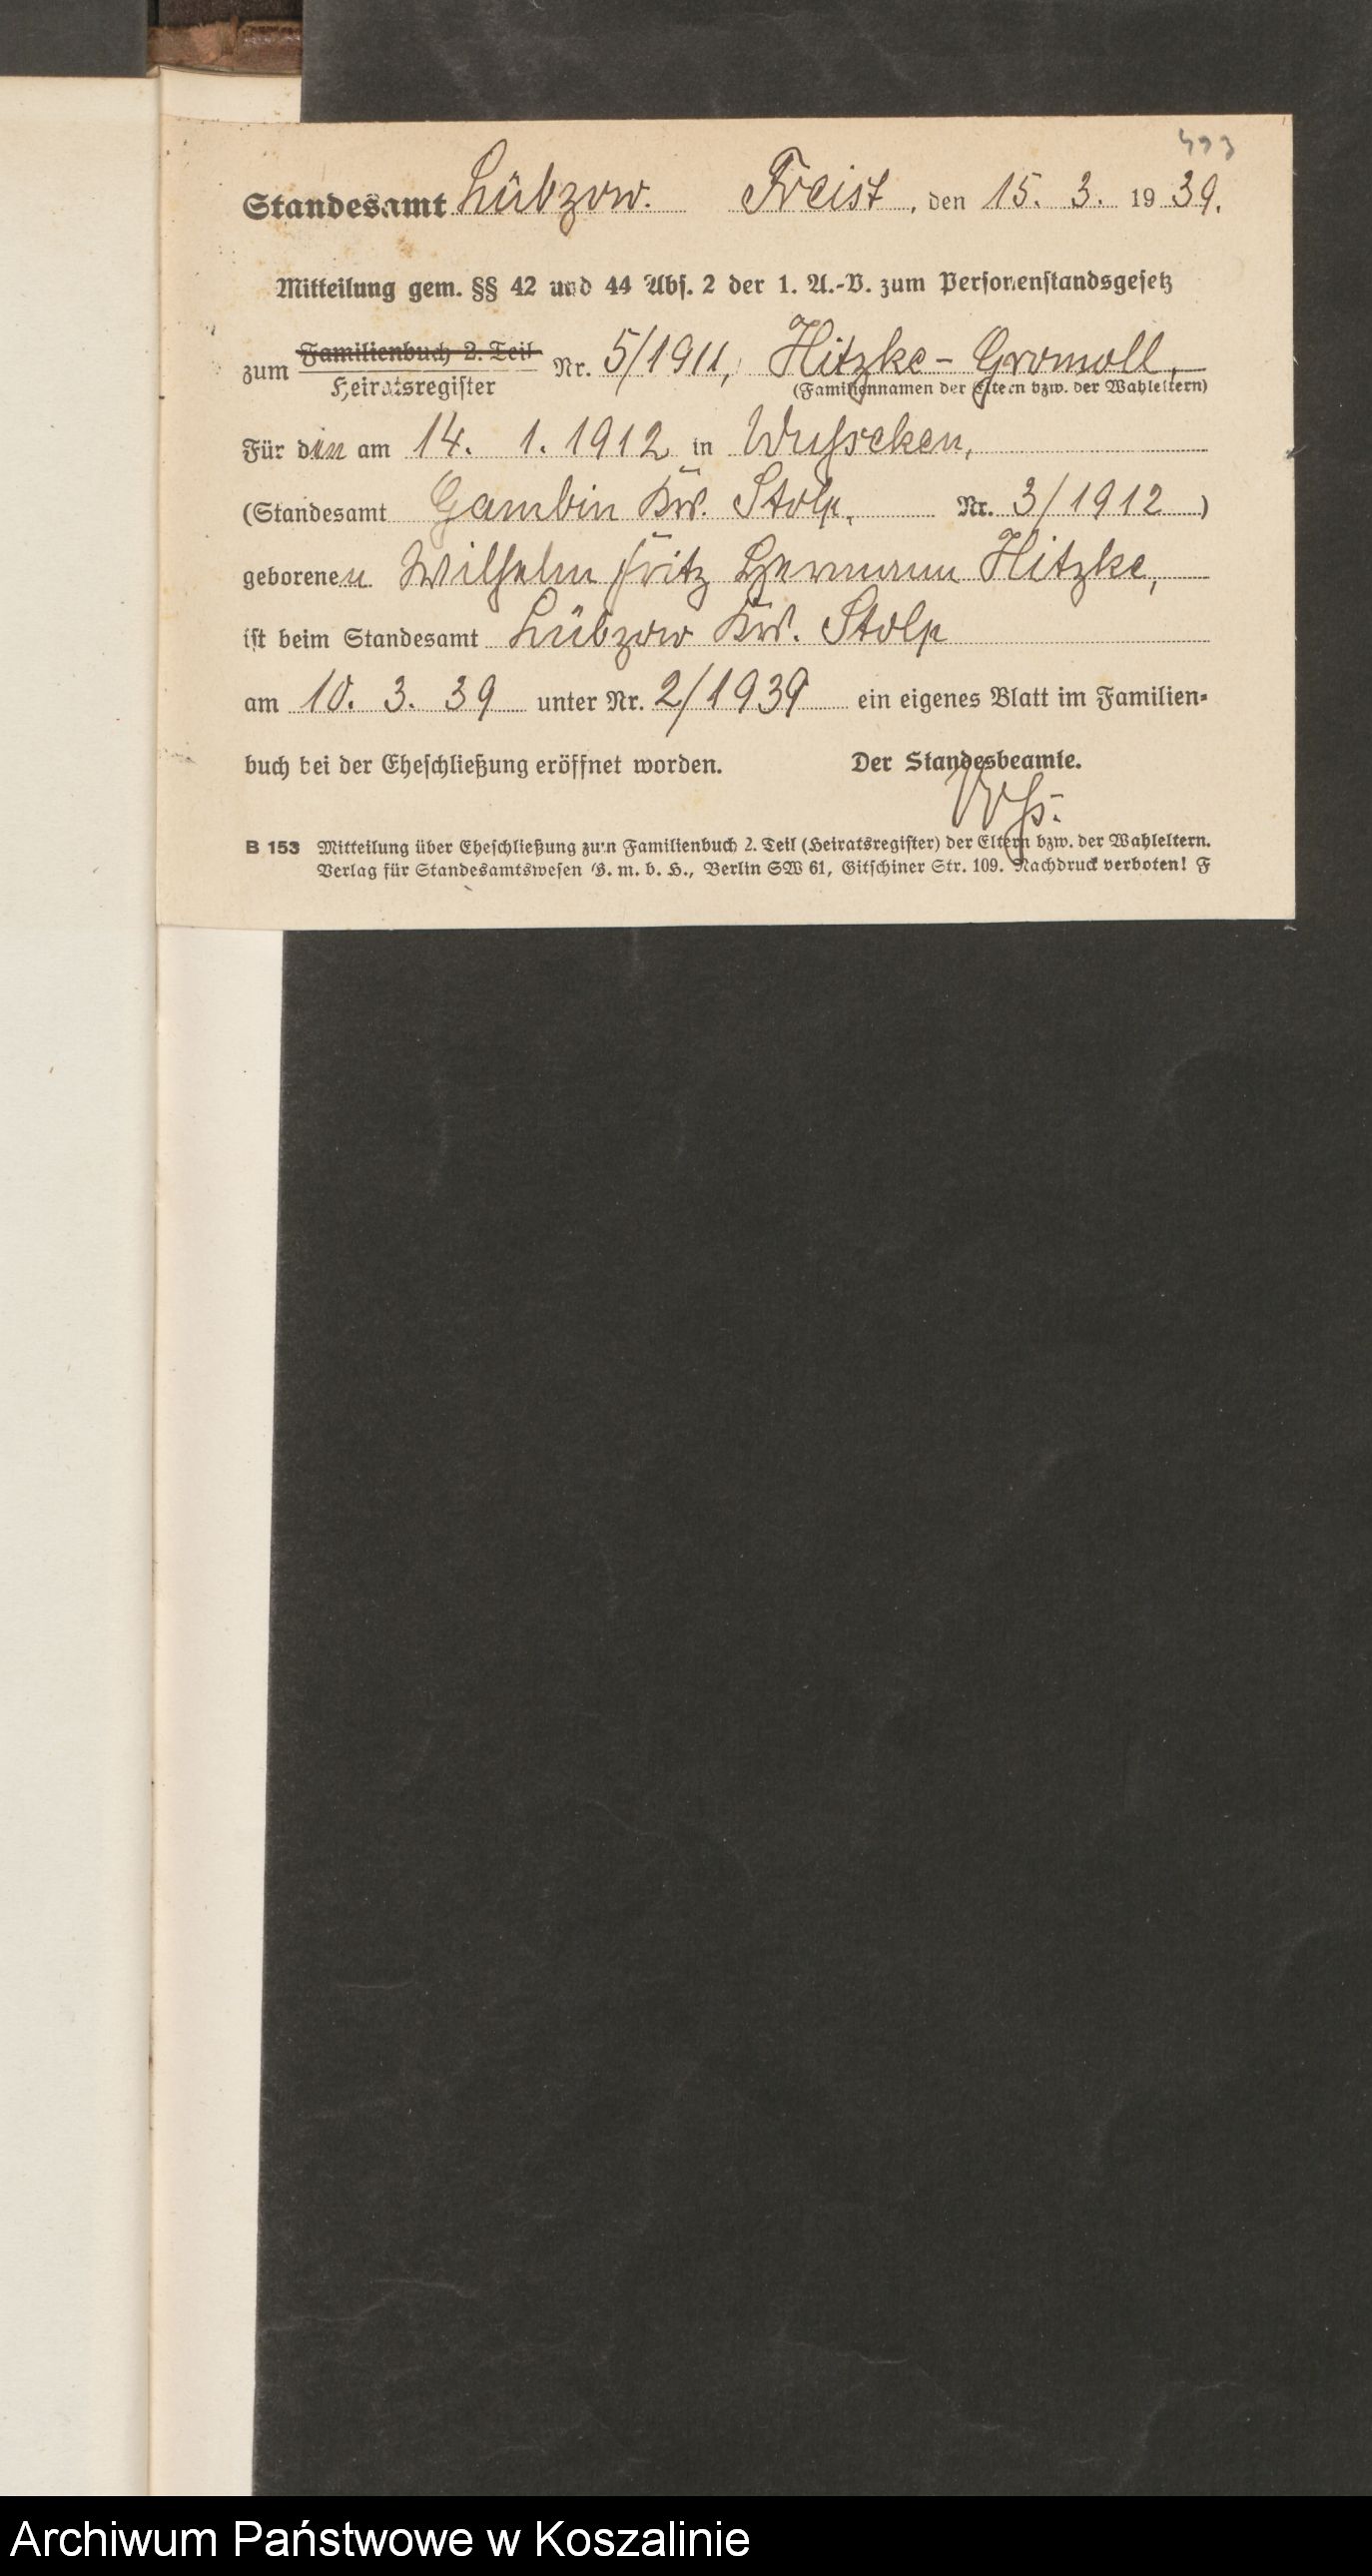 493
Standesamt Lübzow. Freist, den 15. 3. 1939.
Mitteilung gem. §§ 42 und 44 Abs. 2 der 1. A.-V. zum Personenstandsgesetz
zum Familienbuch 2. Teil
Heiratsregister Nr. 5/1911, Hitzke-Gromoll,
(Familiennamen der Eltern bzw. der Wahleltern)
Für den am 14. 1. 1912 in Wusseken,
(Standesamt Gambin Kr. Stolp, Nr. 3/1912)
geborenen Wilhelm Fritz Hermann Hitzke,
ist beim Standesamt Lübzow Kr. Stolp
am 10. 3. 39 unter Nr. 2/1939 ein eigenes Blatt im Familien-
buch bei der Eheschließung eröffnet worden. Der Standesbeamte.
B 153 Mitteilung über Eheschließung zum Familienbuch 2. Teil (Heiratsregister) der Eltern bzw. der Wahleltern.
Verlag für Standesamtswesen G. m. b. H., Berlin SW 61, Gitschiner Str. 109. Nachdruck verboten! F
Archiwum Państwowe w Koszalinie